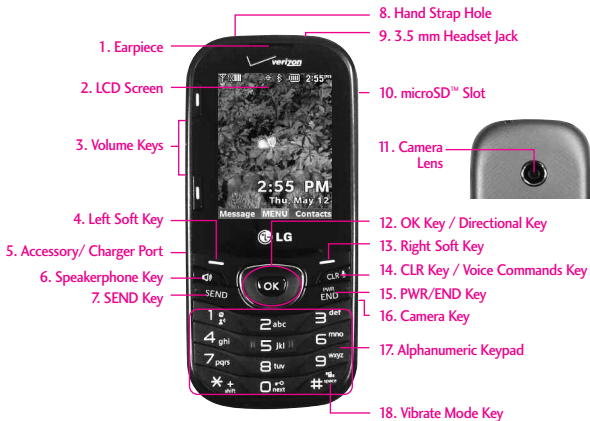 8. Hand Strap Hole
9. 3.5 mm Headset Jack
1. Earpiece
verizon
2:55 PM
2. LCD Screen
10. microSD™ Slot
3. Volume Keys
11. Camera
Lens
2:55 PM
Thu, May 12
Message MENU Contacts
4. Left Soft Key
LG
12. OK Key / Directional Key
13. Right Soft Key
5. Accessory/ Charger Port
14. CLR Key / Voice Commands Key
6. Speakerphone Key
OK
CLR
7. SEND Key
SEND
PWR
END
15. PWR/END Key
16. Camera Key
1 @
2 abc
3 def
4 ghi
5 jkl
6 mno
17. Alphanumeric Keypad
7 pqrs
8 tuv
9 wxyz
* + shift
0 next
# space
18. Vibrate Mode Key